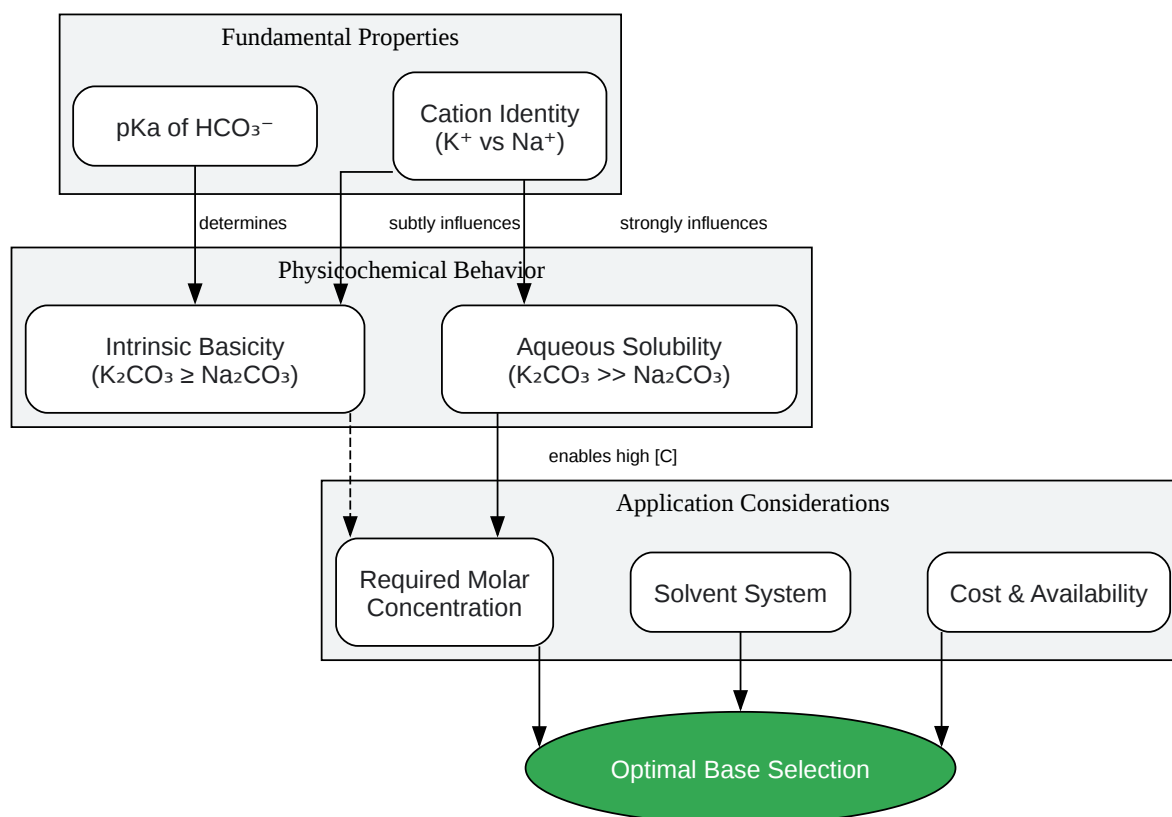 Fundamental Properties
pKa of HCO₃⁻
Cation Identity
(K⁺ vs Na⁺)
determines
subtly influences
strongly influences
Physicochemical Behavior
Intrinsic Basicity
(K₂CO₃ ≥ Na₂CO₃)
Aqueous Solubility
(K₂CO₃ >> Na₂CO₃)
enables high [C]
Application Considerations
Required Molar
Concentration
Solvent System
Cost & Availability
Optimal Base Selection